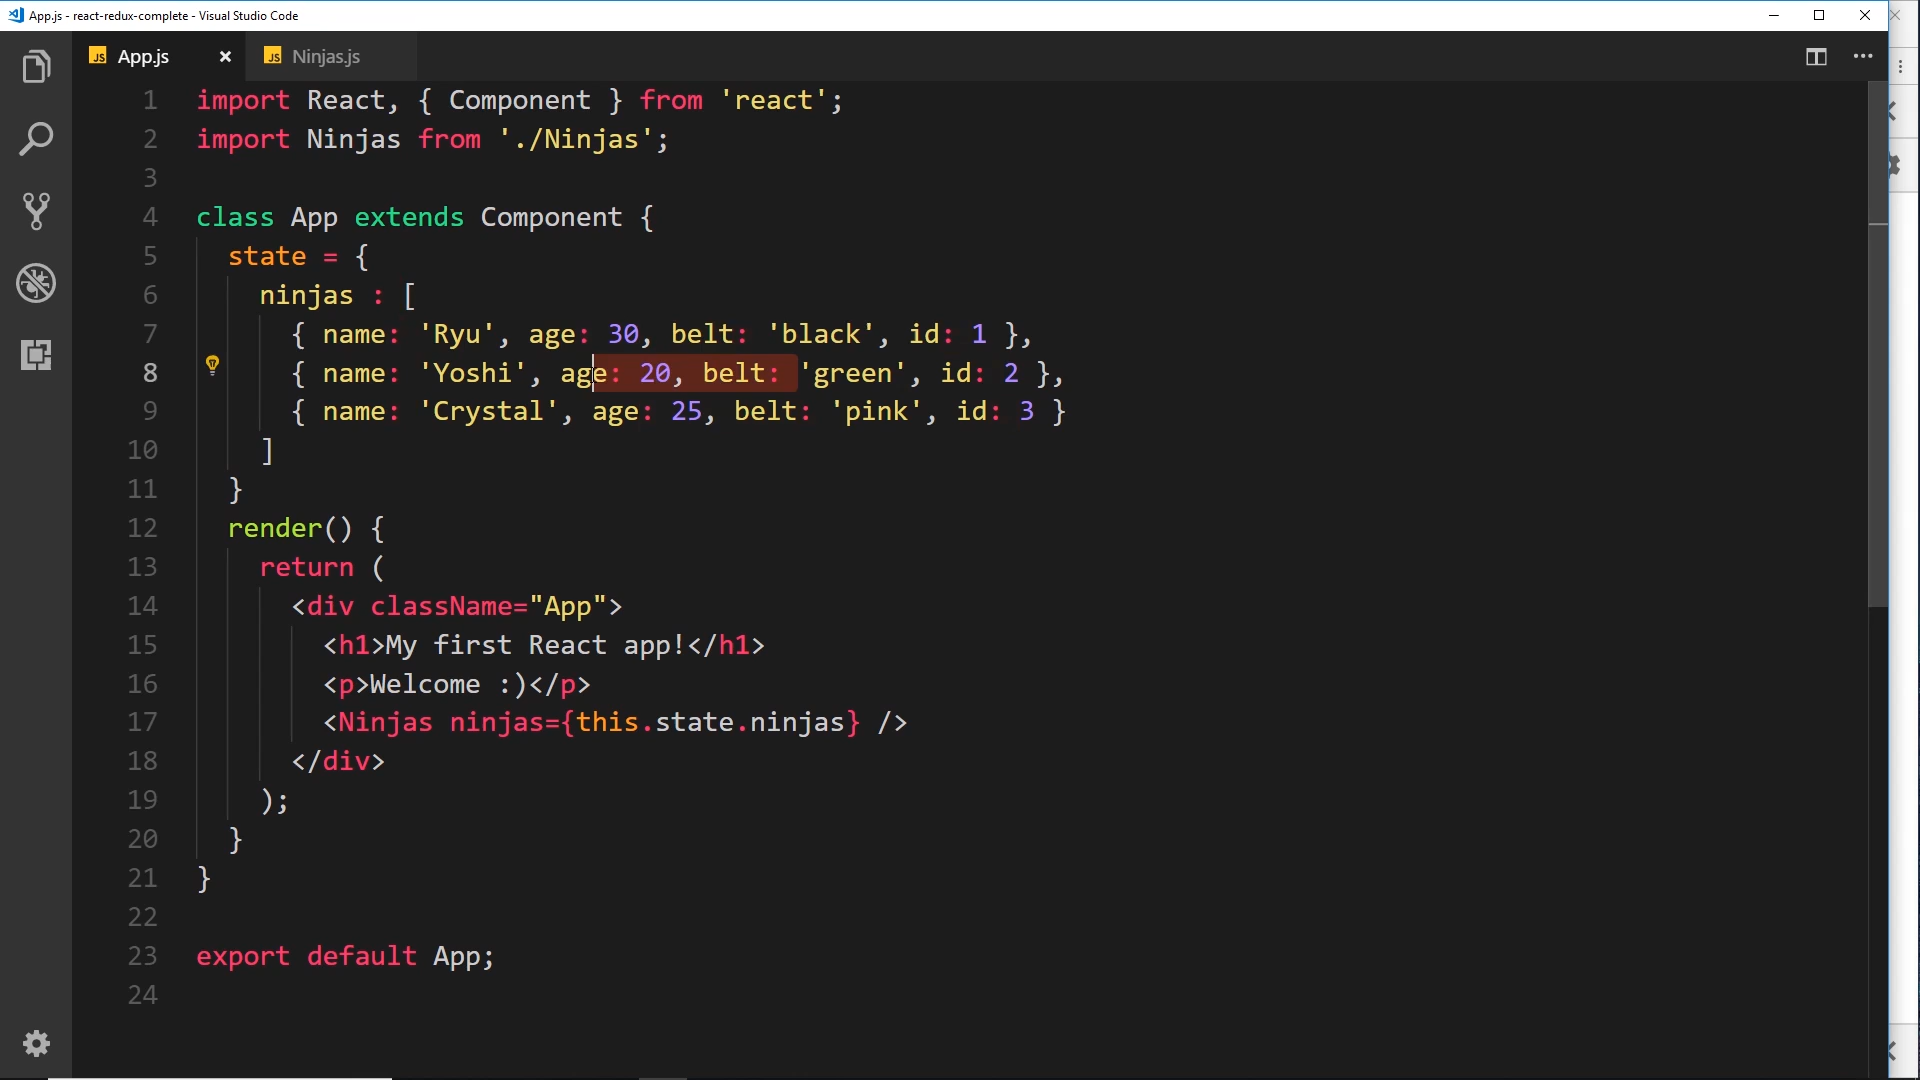 App.js - react-redux-complete - Visual Studio Code
JS App.js JS Ninjas.js
1 import React, { Component } from 'react';
2 import Ninjas from './Ninjas';
3
4 class App extends Component {
5 state = {
6 ninjas : [
7 { name: 'Ryu', age: 30, belt: 'black', id: 1 },
8 { name: 'Yoshi', age: 20, belt: 'green', id: 2 },
9 { name: 'Crystal', age: 25, belt: 'pink', id: 3 }
10 ]
11 }
12 render() {
13 return (
14 <div className="App">
15 <h1>My first React app!</h1>
16 <p>Welcome :)</p>
17 <Ninjas ninjas={this.state.ninjas} />
18 </div>
19 );
20 }
21 }
22
23 export default App;
24